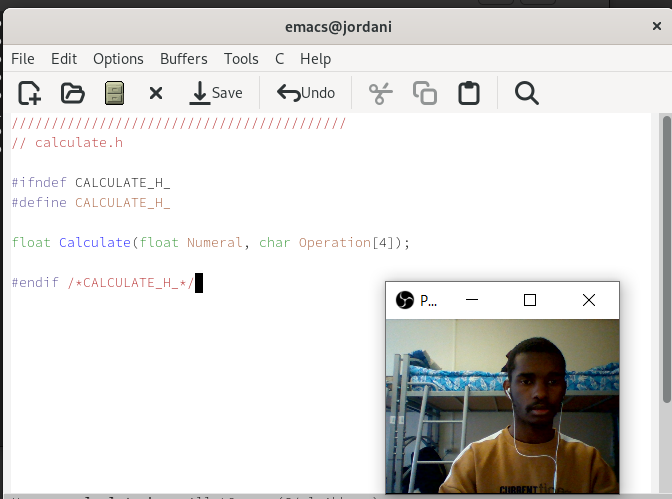 emacs@jordani
File Edit Options Buffers Tools C Help
Save Undo
//////////////////////////////////////////
// calculate.h
#ifndef CALCULATE_H_
#define CALCULATE_H_
float Calculate(float Numeral, char Operation[4]);
#endif /*CALCULATE_H_*/
P...
CURRENT